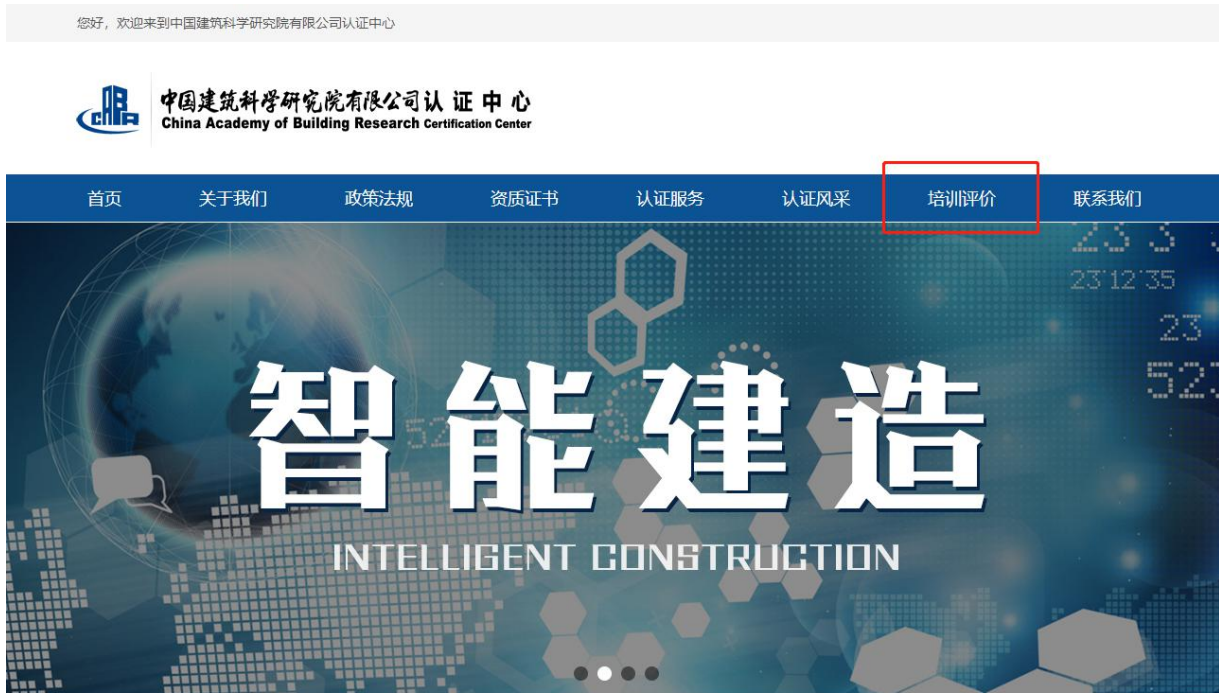 您好，欢迎来到中国建筑科学研究院有限公司认证中心
CABR
中国建筑科学研究院有限公司认 证 中 心
China Academy of Building Research Certification Center
首页 关于我们 政策法规 资质证书 认证服务 认证风采 培训评价 联系我们
23:12:35
23
智能建造
INTELLIGENT CONSTRUCTION